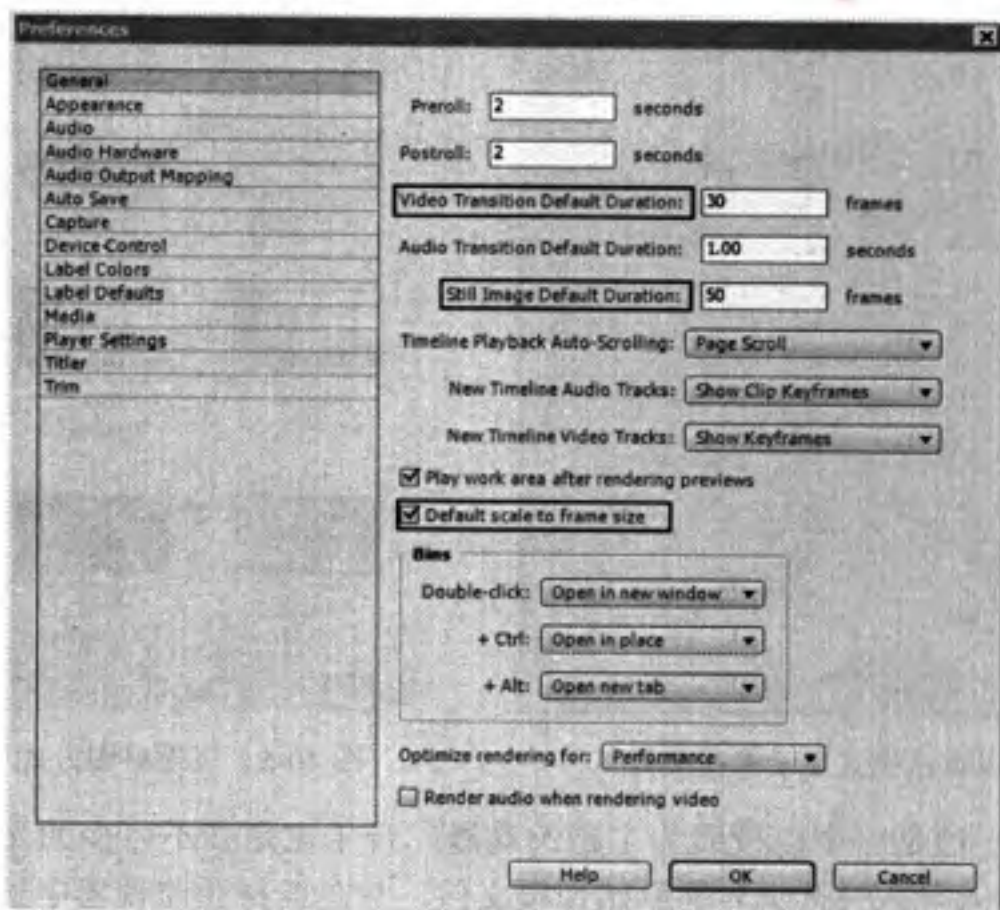 Preferences
General
Appearance
Audio
Audio Hardware
Audio Output Mapping
Auto Save
Capture
Device Control
Label Colors
Label Defaults
Media
Player Settings
Titler
Trim
Preroll: 2 seconds
Postroll: 2 seconds
Video Transition Default Duration: 30 frames
Audio Transition Default Duration: 1.00 seconds
Still Image Default Duration: 50 frames
Timeline Playback Auto-Scrolling: Page Scroll
New Timeline Audio Tracks: Show Clip Keyframes
New Timeline Video Tracks: Show Keyframes
Play work area after rendering previews
Default scale to frame size
Bins
Double-click: Open in new window
+ Ctrl: Open in place
+ Alt: Open new tab
Optimize rendering for: Performance
Render audio when rendering video
Help OK Cancel